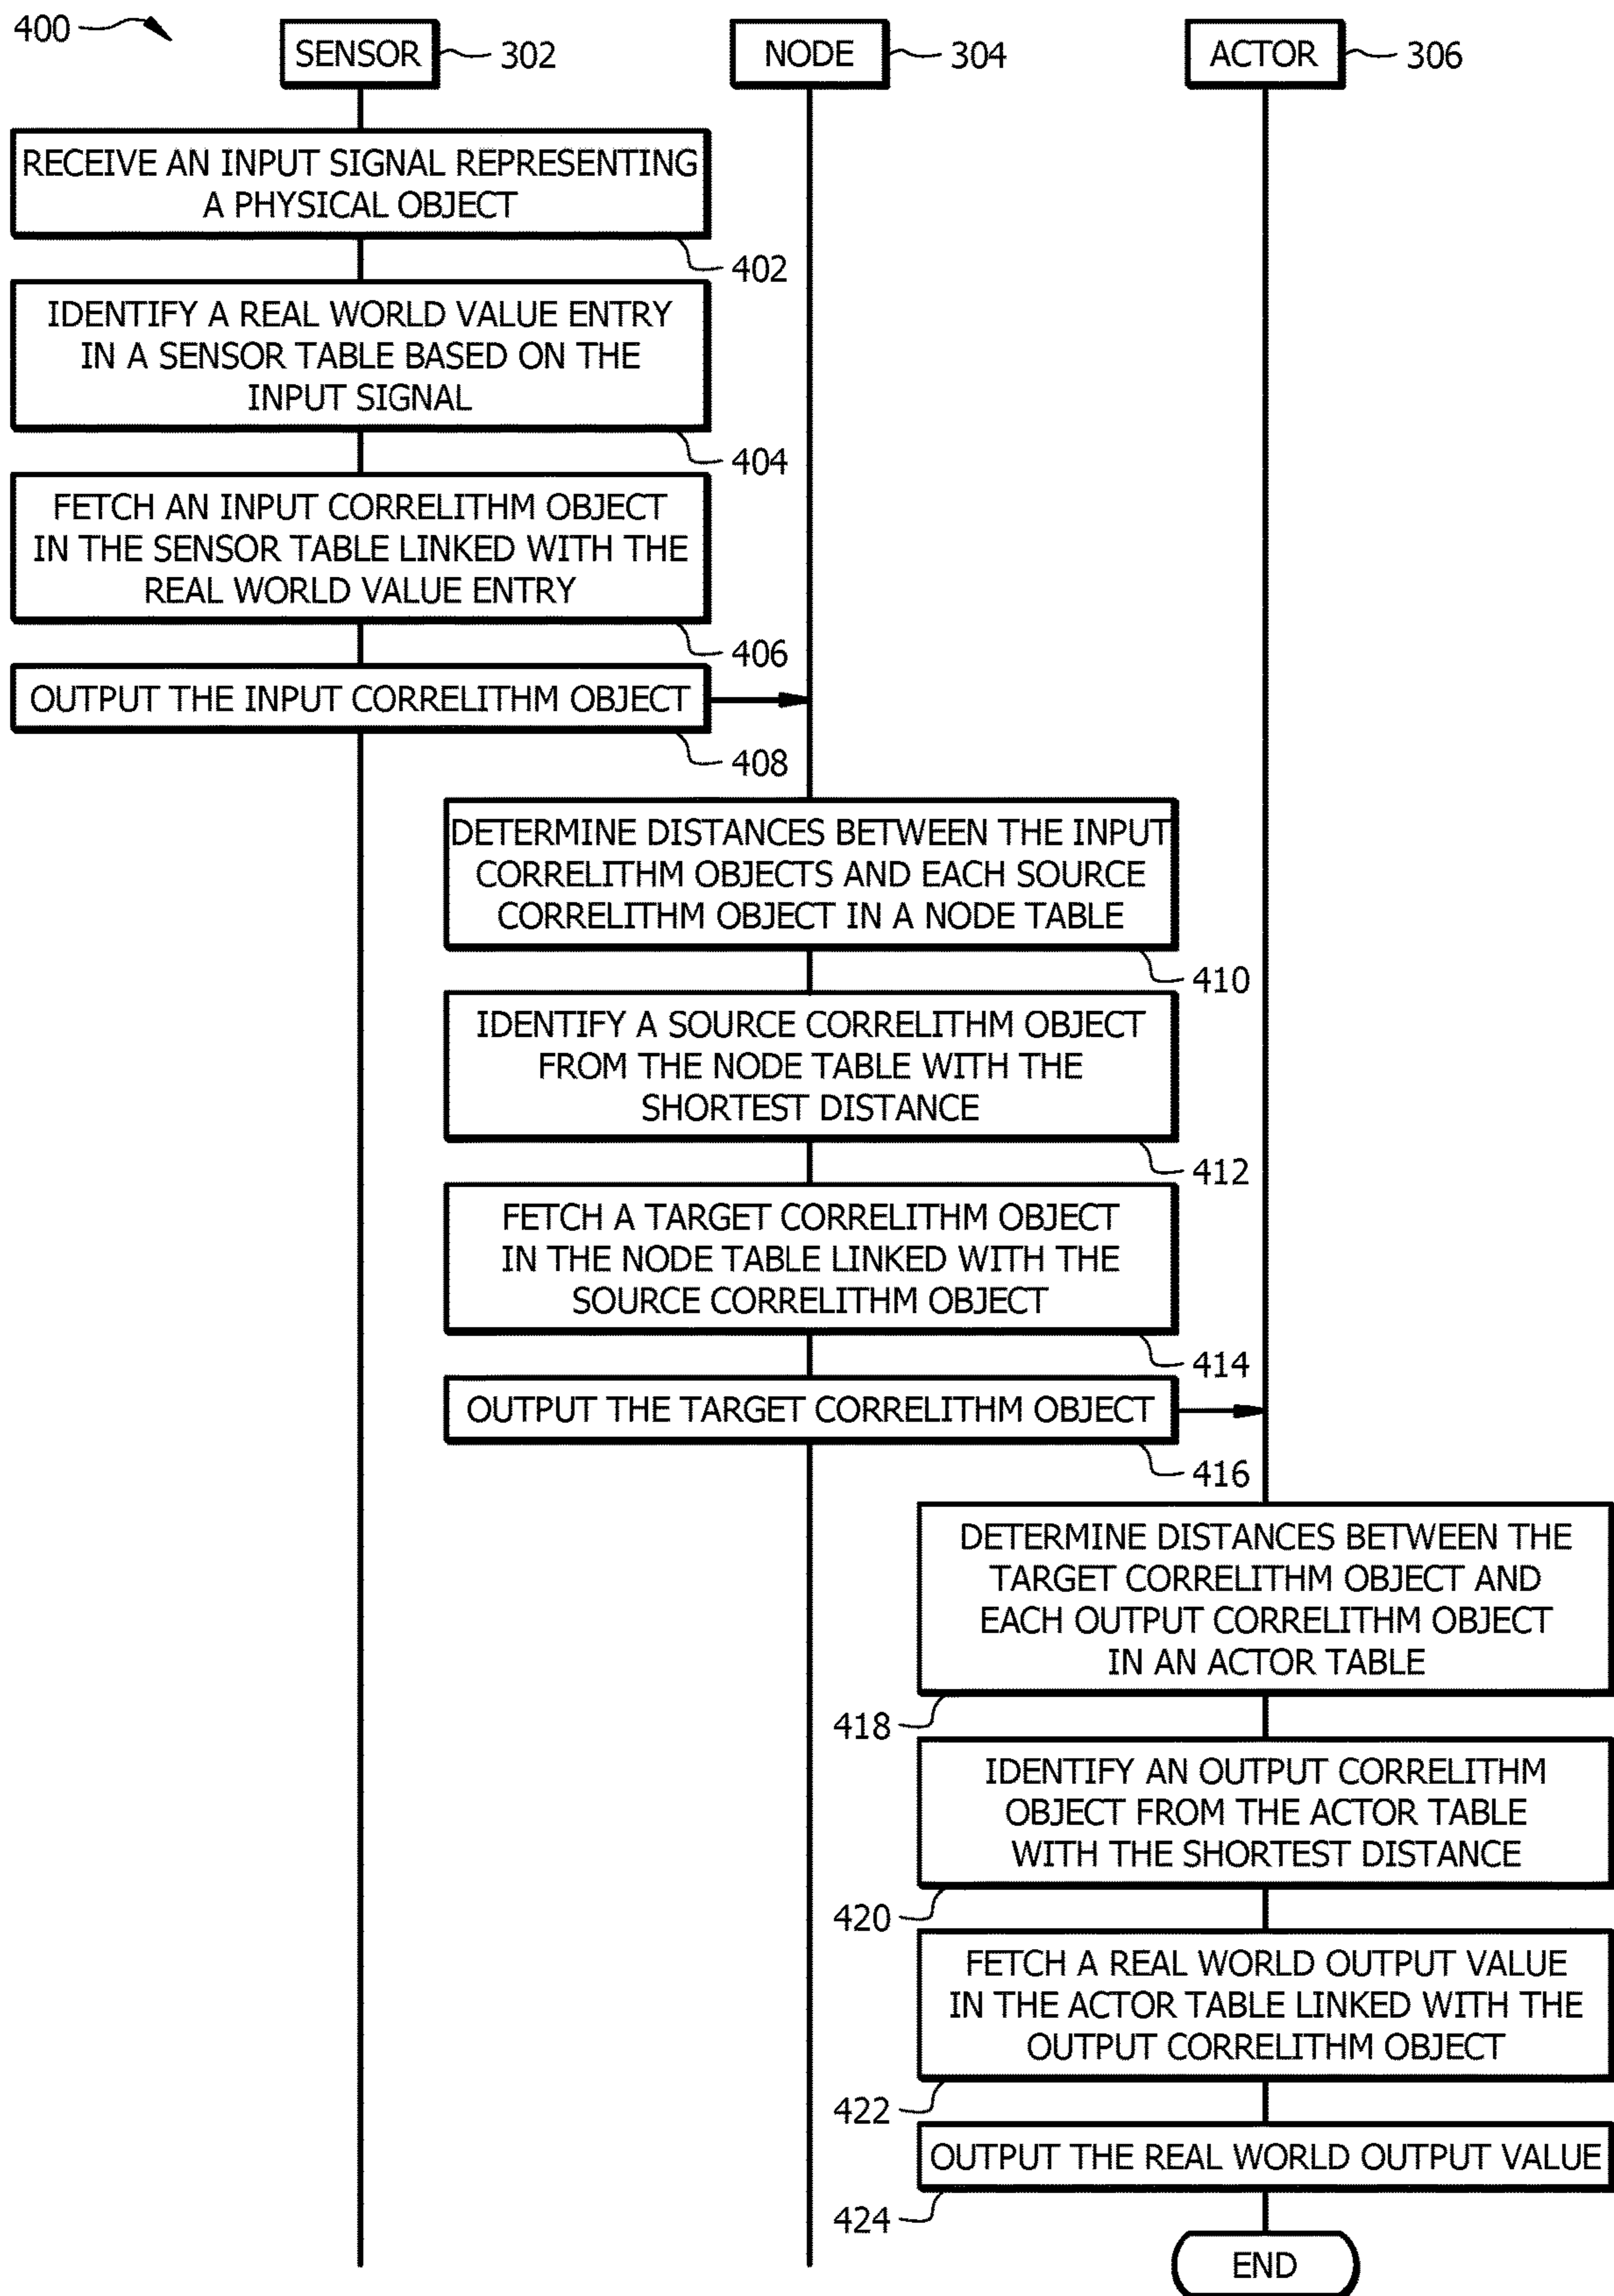 400
SENSOR
302
NODE
304
ACTOR
306
RECEIVE AN INPUT SIGNAL REPRESENTING
A PHYSICAL OBJECT
402
IDENTIFY A REAL WORLD VALUE ENTRY
IN A SENSOR TABLE BASED ON THE
INPUT SIGNAL
404
FETCH AN INPUT CORRELITHM OBJECT
IN THE SENSOR TABLE LINKED WITH THE
REAL WORLD VALUE ENTRY
406
OUTPUT THE INPUT CORRELITHM OBJECT
408
DETERMINE DISTANCES BETWEEN THE INPUT
CORRELITHM OBJECTS AND EACH SOURCE
CORRELITHM OBJECT IN A NODE TABLE
410
IDENTIFY A SOURCE CORRELITHM OBJECT
FROM THE NODE TABLE WITH THE
SHORTEST DISTANCE
412
FETCH A TARGET CORRELITHM OBJECT
IN THE NODE TABLE LINKED WITH THE
SOURCE CORRELITHM OBJECT
414
OUTPUT THE TARGET CORRELITHM OBJECT
416
DETERMINE DISTANCES BETWEEN THE
TARGET CORRELITHM OBJECT AND
EACH OUTPUT CORRELITHM OBJECT
IN AN ACTOR TABLE
418
IDENTIFY AN OUTPUT CORRELITHM
OBJECT FROM THE ACTOR TABLE
WITH THE SHORTEST DISTANCE
420
FETCH A REAL WORLD OUTPUT VALUE
IN THE ACTOR TABLE LINKED WITH THE
OUTPUT CORRELITHM OBJECT
422
OUTPUT THE REAL WORLD OUTPUT VALUE
424
END